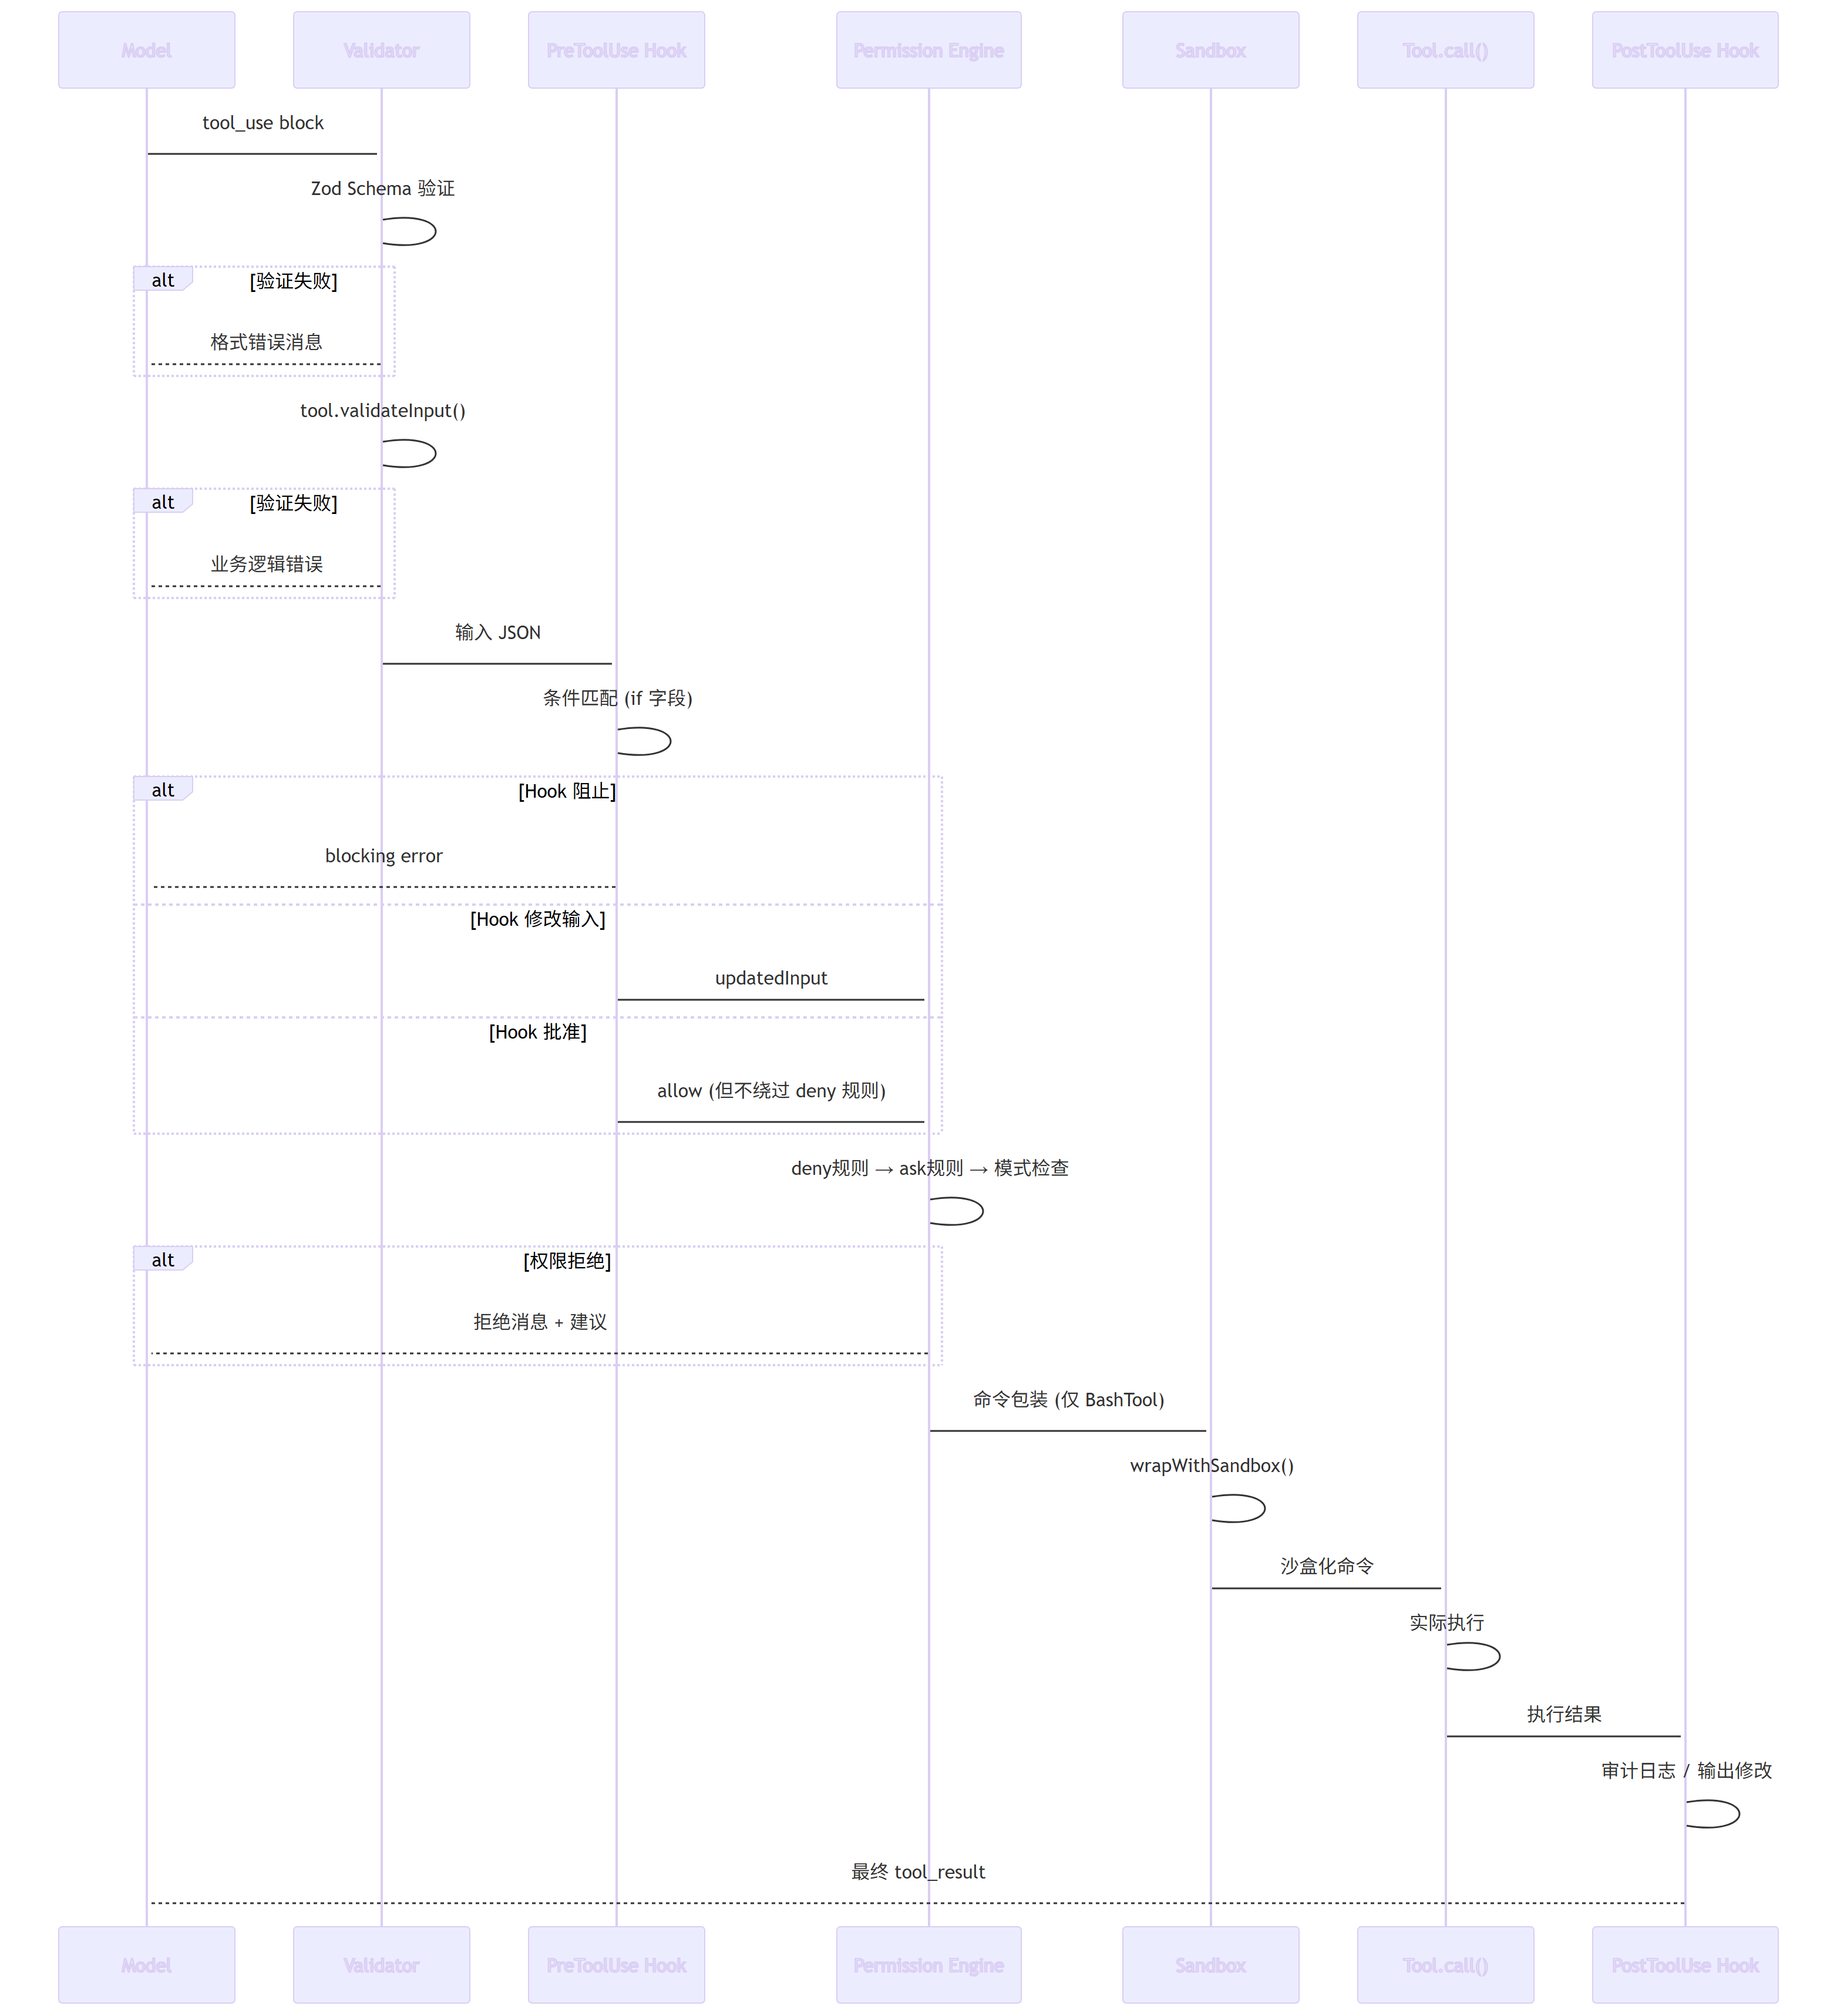 Model
Validator
PreToolUse Hook
Permission Engine
Sandbox
Tool.call()
PostToolUse Hook
tool_use block
Zod Schema 验证
alt
[验证失败]
格式错误消息
tool.validateInput()
alt
[验证失败]
业务逻辑错误
输入 JSON
条件匹配 (if 字段)
alt
[Hook 阻止]
blocking error
[Hook 修改输入]
updatedInput
[Hook 批准]
allow (但不绕过 deny 规则)
deny规则 → ask规则 → 模式检查
alt
[权限拒绝]
拒绝消息 + 建议
命令包装 (仅 BashTool)
wrapWithSandbox()
沙盒化命令
实际执行
执行结果
审计日志 / 输出修改
最终 tool_result
Model
Validator
PreToolUse Hook
Permission Engine
Sandbox
Tool.call()
PostToolUse Hook